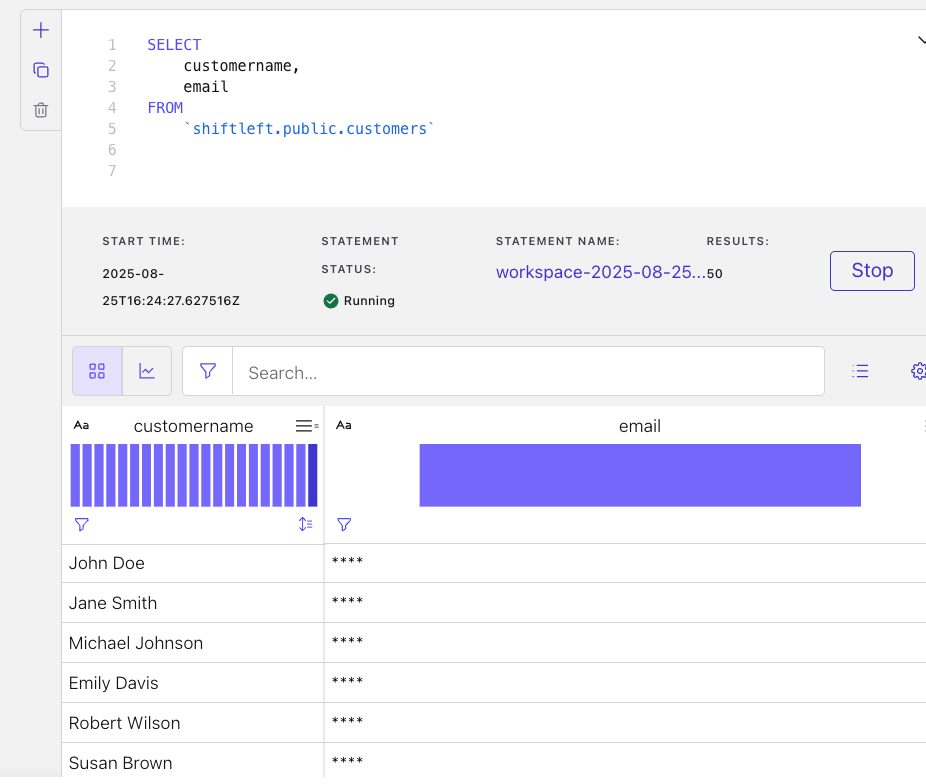 1 SELECT
2 customername,
3 email
4 FROM
5 `shiftleft.public.customers`
6
7
START TIME:
2025-08-
25T16:24:27.627516Z
STATEMENT
STATUS:
Running
STATEMENT NAME:
workspace-2025-08-25...
RESULTS:
50
Stop
Search...
Aa customername
Aa email
John Doe ****
Jane Smith ****
Michael Johnson ****
Emily Davis ****
Robert Wilson ****
Susan Brown ****